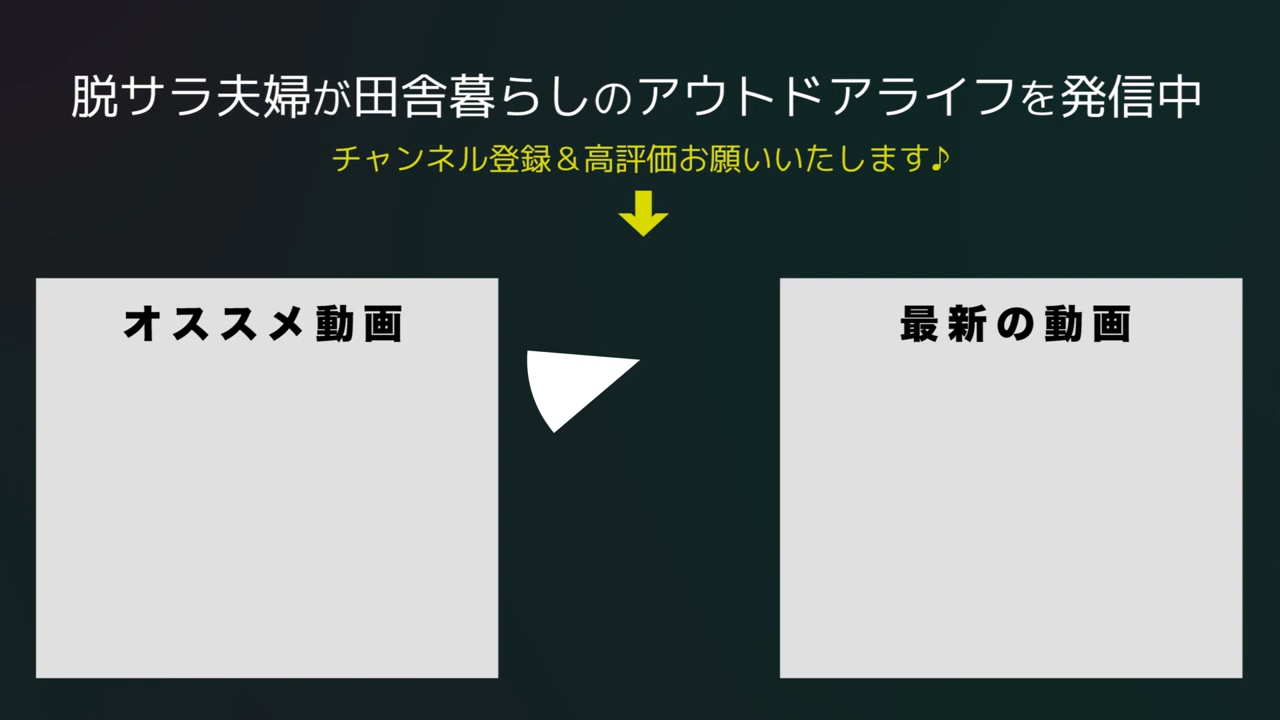 脱サラ夫婦が田舎暮らしのアウトドアライフを発信中
チャンネル登録＆高評価お願いいたします♪
オススメ動画
最新の動画